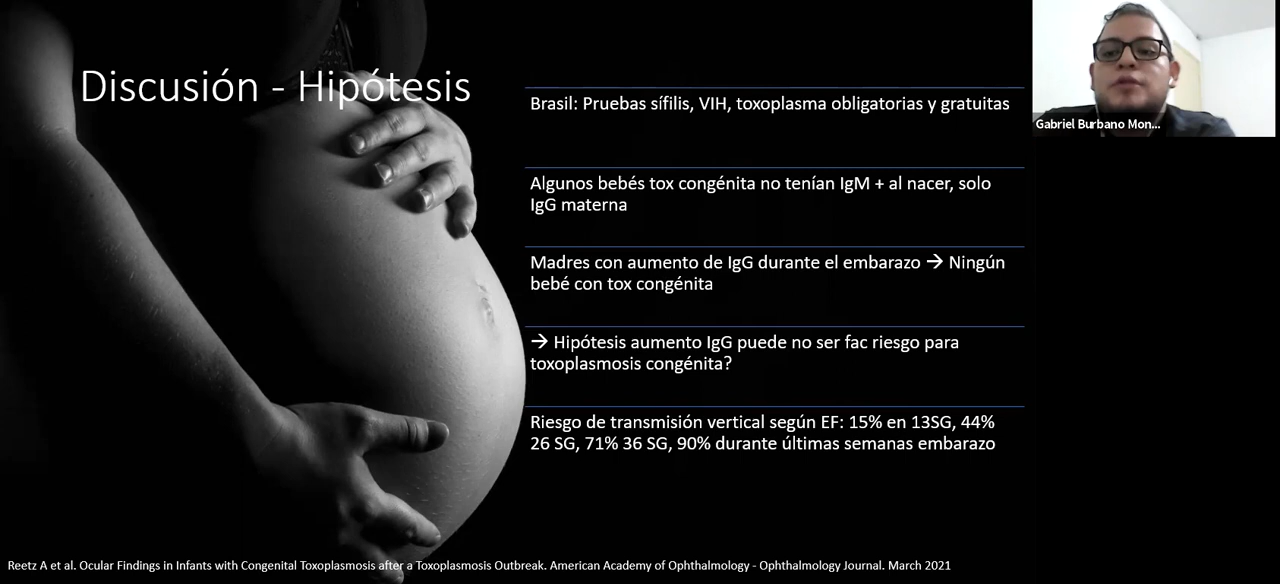 Discusión - Hipótesis
Brasil: Pruebas sífilis, VIH, toxoplasma obligatorias y gratuitas
Algunos bebés tox congénita no tenían IgM + al nacer, solo
IgG materna
Madres con aumento de IgG durante el embarazo → Ningún
bebé con tox congénita
→ Hipótesis aumento IgG puede no ser fac riesgo para
toxoplasmosis congénita?
Riesgo de transmisión vertical según EF: 15% en 13SG, 44%
26 SG, 71% 36 SG, 90% durante últimas semanas embarazo
Reetz A et al. Ocular Findings in Infants with Congenital Toxoplasmosis after a Toxoplasmosis Outbreak. American Academy of Ophthalmology - Ophthalmology Journal. March 2021
Gabriel Burbano Mon...